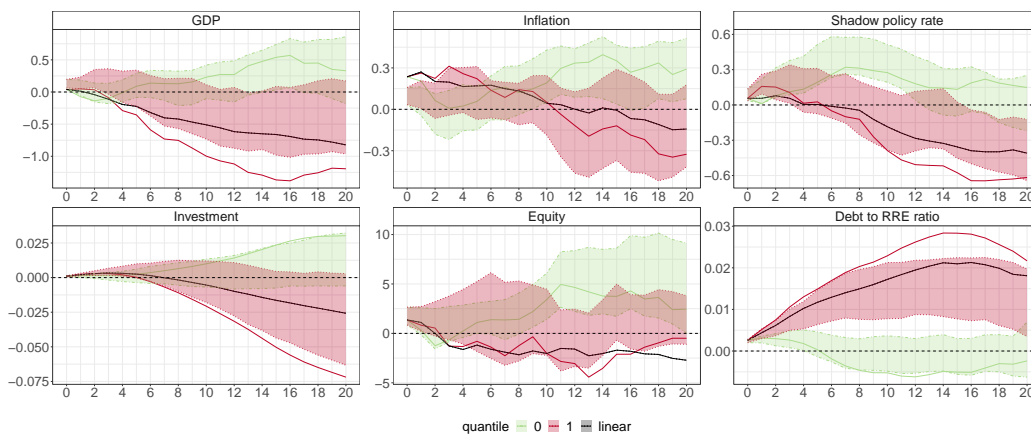 GDP
Inflation
Shadow policy rate
0.5
0.0
−0.5
−1.0
0 2 4 6 8 10 12 14 16 18 20
0.3
0.0
−0.3
0 2 4 6 8 10 12 14 16 18 20
0.6
0.3
0.0
−0.3
−0.6
0 2 4 6 8 10 12 14 16 18 20
Investment
Equity
Debt to RRE ratio
0.025
0.000
−0.025
−0.050
−0.075
0 2 4 6 8 10 12 14 16 18 20
10
5
0
−5
0 2 4 6 8 10 12 14 16 18 20
0.03
0.02
0.01
0.00
0 2 4 6 8 10 12 14 16 18 20
quantile 0 1 linear